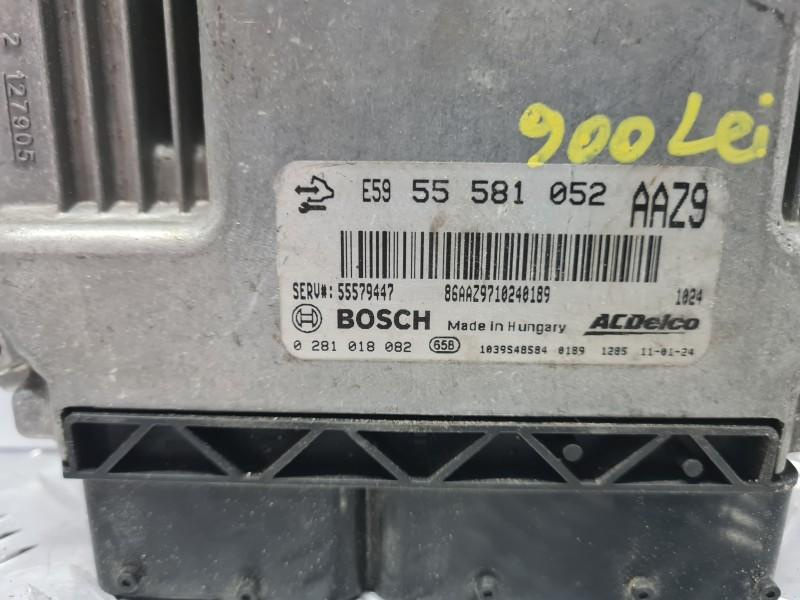 2 127905
900 Lei
E59 55 581 052 AAZ9
SERV#: 55579447 86AAZ9710240189 1024
BOSCH Made in Hungary ACDelco
0 281 018 082 658 1039S48584 0189 1285 11-01-24